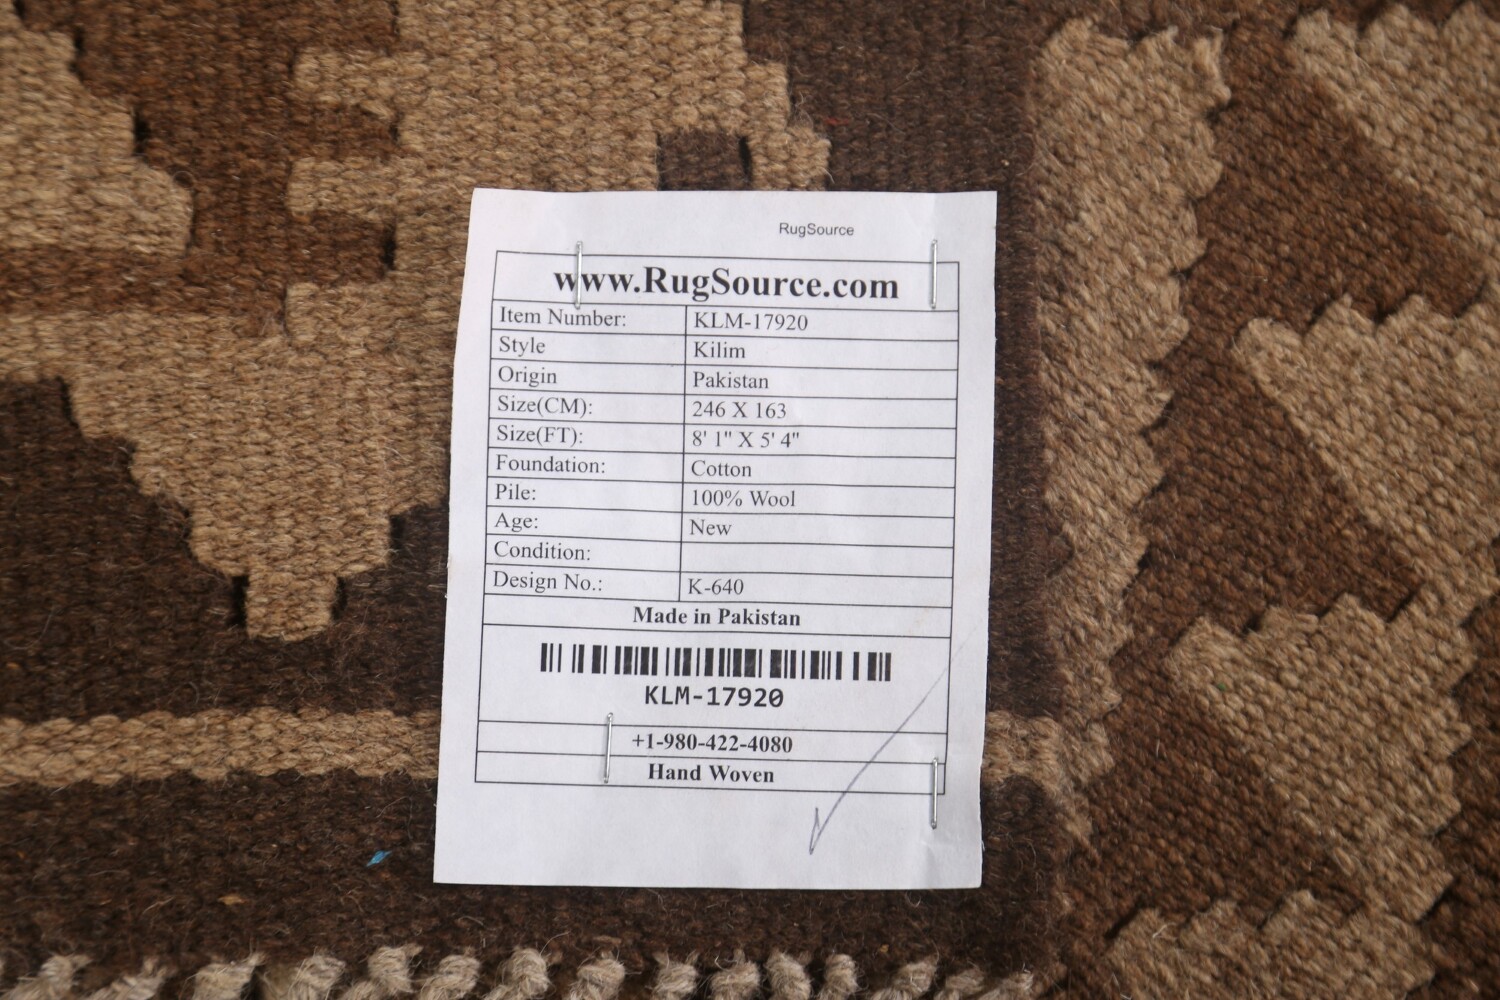 RugSource
www.RugSource.com
Item Number: KLM-17920
Style Kilim
Origin Pakistan
Size(CM): 246 X 163
Size(FT): 8' 1" X 5' 4"
Foundation: Cotton
Pile: 100% Wool
Age: New
Condition:
Design No.: K-640
Made in Pakistan
KLM-17920
+1-980-422-4080
Hand Woven